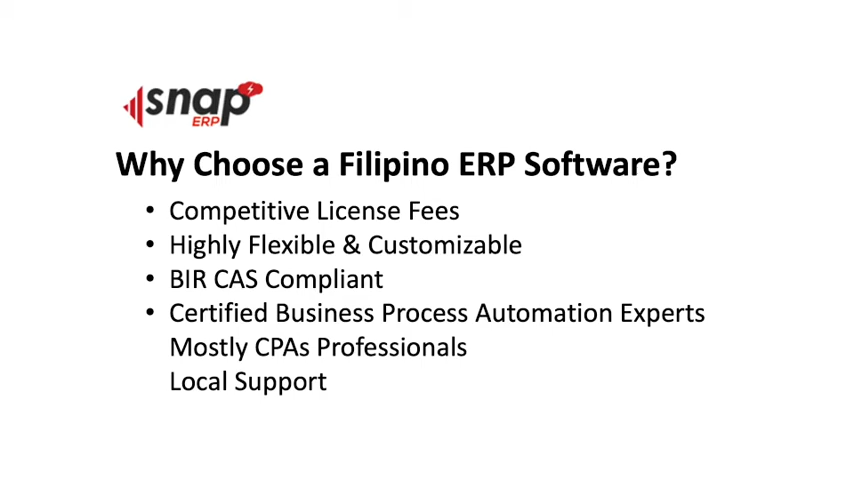 snap
ERP
Why Choose a Filipino ERP Software?
• Competitive License Fees
• Highly Flexible & Customizable
• BIR CAS Compliant
• Certified Business Process Automation Experts
Mostly CPAs Professionals
Local Support